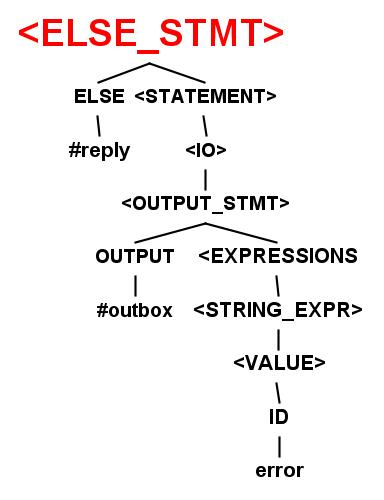 <ELSE_STMT>
ELSE <STATEMENT>
#reply <IO>
<OUTPUT_STMT>
OUTPUT <EXPRESSIONS
#outbox <STRING_EXPR>
<VALUE>
ID
error